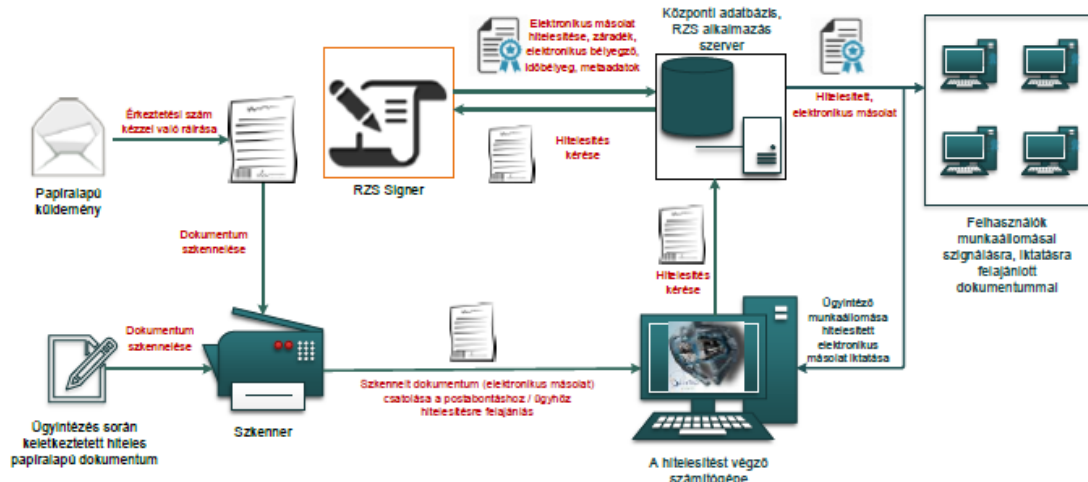 Elektronikus másolat
hitelesítése, záradék,
elektronikus bélyegző,
időbélyeg, metaadatok
Központi adatbázis,
RZS alkalmazás
szerver
Érkeztetési szám
kézzel való ráírása
Hitelesített,
elektronikus másolat
Hitelesítés
kérése
RZS Signer
Papíralapú
küldemény
Felhasználók
munkaállomásai
szignálásra, iktatásra
felajánlott
dokumentummal
Dokumentum
szkennelése
Hitelesítés
kérése
Ügyintéző
munkaállomása
hitelesített
elektronikus
másolat iktatása
Dokumentum
szkennelése
Szkennelt dokumentum (elektronikus másolat)
csatolása a postabontáshoz / ügyhöz
hitelesítésre felajánlás
Szkenner
Ügyintézés során
keletkeztetett hiteles
papíralapú dokumentum
A hitelesítést végző
számítógépe